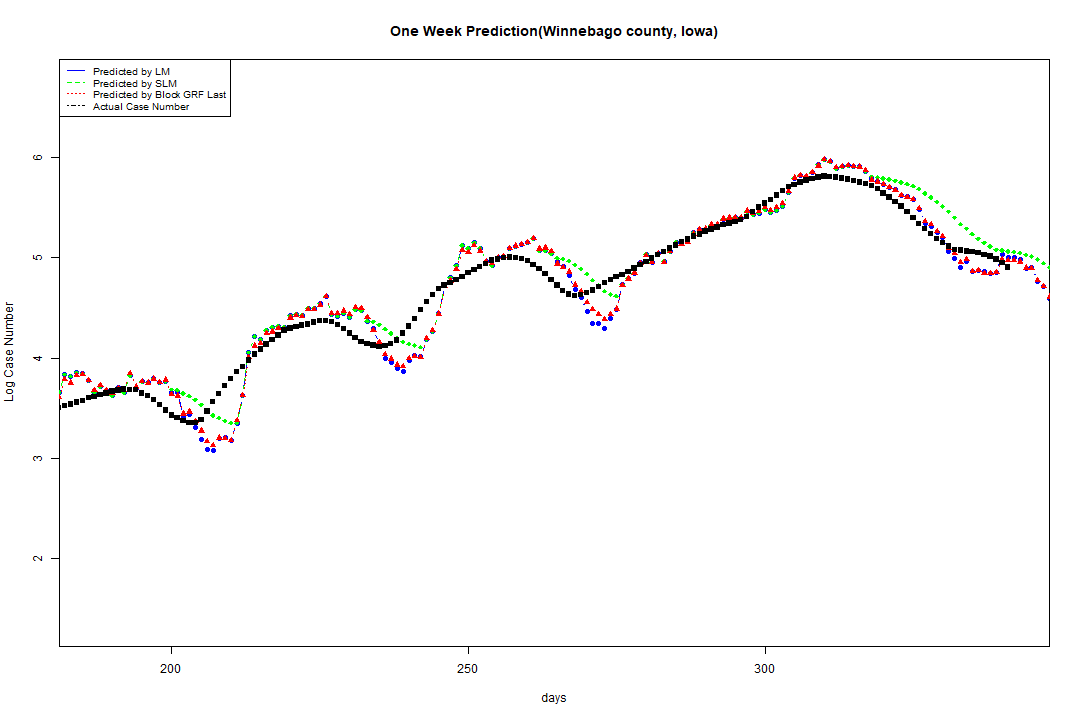 One Week Prediction(Winnebago county, Iowa)
Predicted by LM
Predicted by SLM
Predicted by Block GRF Last
Actual Case Number
6
5
4
3
2
Log Case Number
200
250
300
days